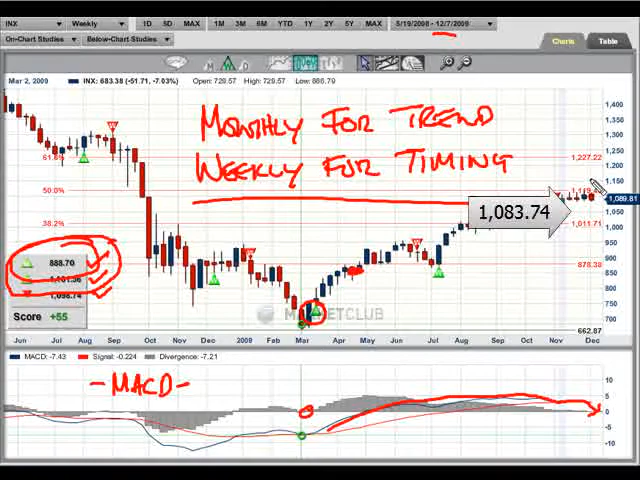 INX Weekly 1D 5D MAX 1M 3M 6M YTD 1Y 2Y 5Y MAX 5/19/2008 - 12/7/2009
On-Chart Studies Below-Chart Studies
Charts Table
Mar 2, 2009 INX: 683.38 (-51.71, -7.03%) Open: 729.57 High: 729.57 Low: 666.79
1,400
1,350
MONTHLY FOR TREND
1,300
1,250
61.8% 1,227.22
WEEKLY FOR TIMING
1,200
1,150
50.0%
1,083.74
1,089.81
1,050
38.2% 1,011.71
950
888.70 878.38
850
800
1,098.74
750
Score +55
MARKETCLUB
700
662.87
Jun Jul Aug Sep Oct Nov Dec 2009 Feb Mar Apr May Jun Jul Aug Sep Oct Nov Dec
MACD: -7.43 Signal: -0.224 Divergence: -7.21
10
- MACD -
5
0
-5
-10